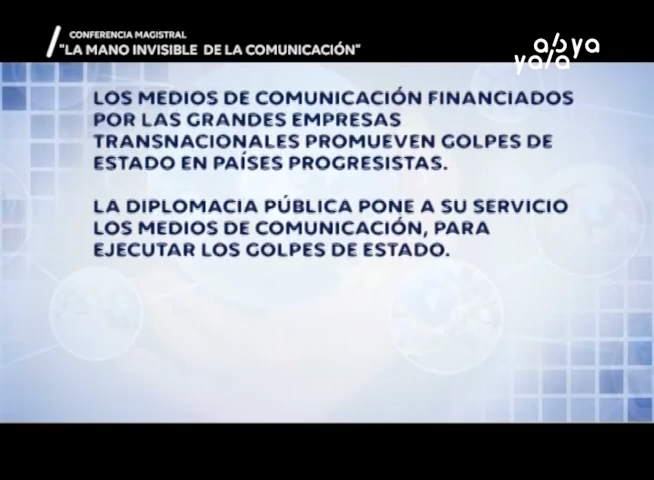 CONFERENCIA MAGISTRAL
"LA MANO INVISIBLE DE LA COMUNICACIÓN"
abya
yala
LOS MEDIOS DE COMUNICACIÓN FINANCIADOS
POR LAS GRANDES EMPRESAS
TRANSNACIONALES PROMUEVEN GOLPES DE
ESTADO EN PAÍSES PROGRESISTAS.
LA DIPLOMACIA PÚBLICA PONE A SU SERVICIO
LOS MEDIOS DE COMUNICACIÓN, PARA
EJECUTAR LOS GOLPES DE ESTADO.